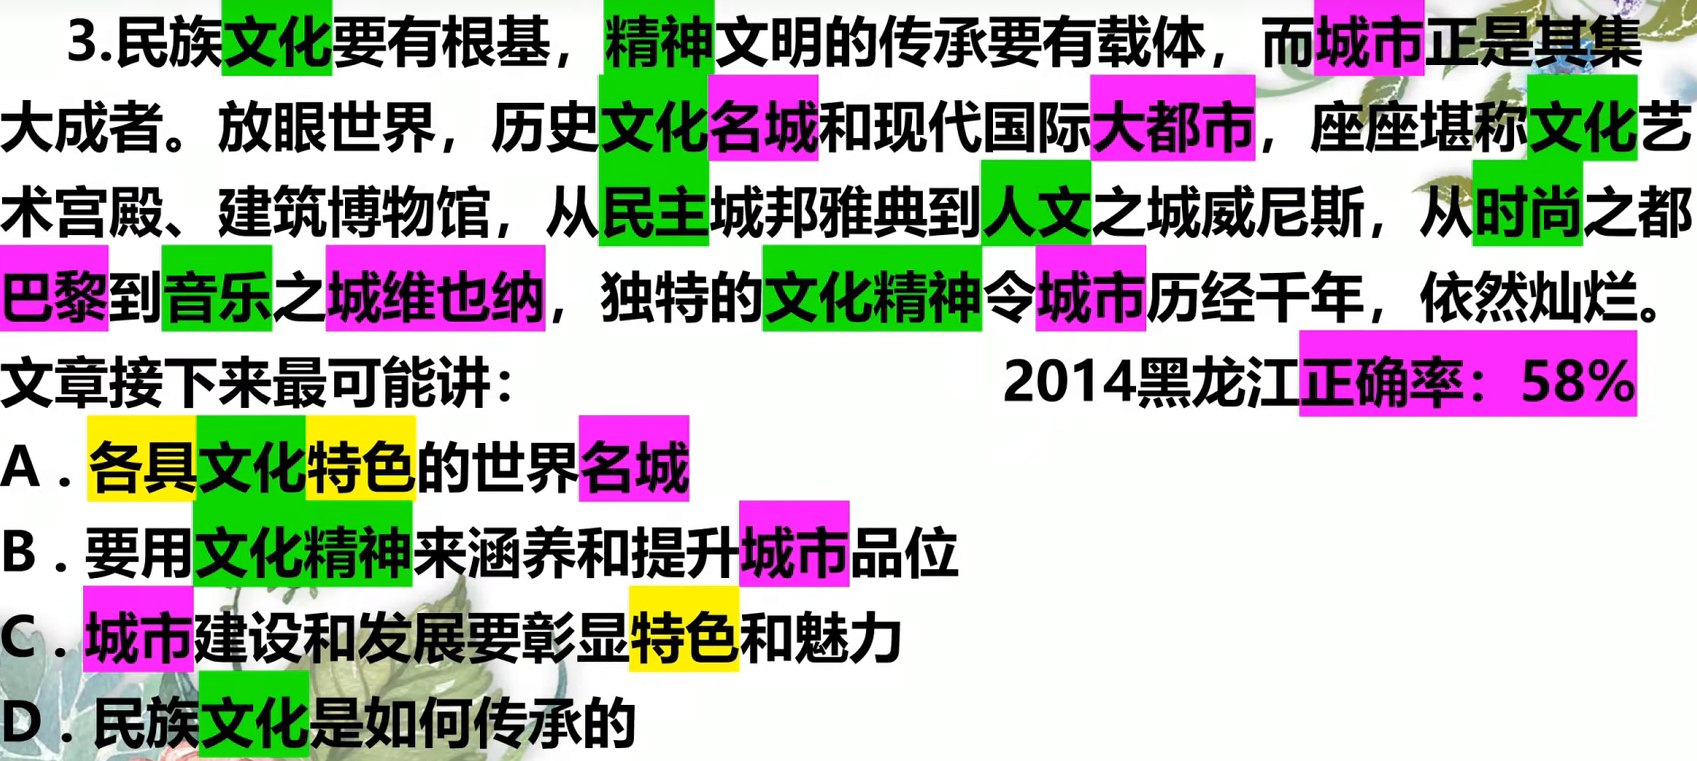 3.民族文化要有根基，精神文明的传承要有载体，而城市正是其集
大成者。放眼世界，历史文化名城和现代国际大都市，座座堪称文化艺
术宫殿、建筑博物馆，从民主城邦雅典到人文之城威尼斯，从时尚之都
巴黎到音乐之城维也纳，独特的文化精神令城市历经千年，依然灿烂。
文章接下来最可能讲： 2014黑龙江正确率：58%
A．各具文化特色的世界名城
B．要用文化精神来涵养和提升城市品位
C．城市建设和发展要彰显特色和魅力
D．民族文化是如何传承的